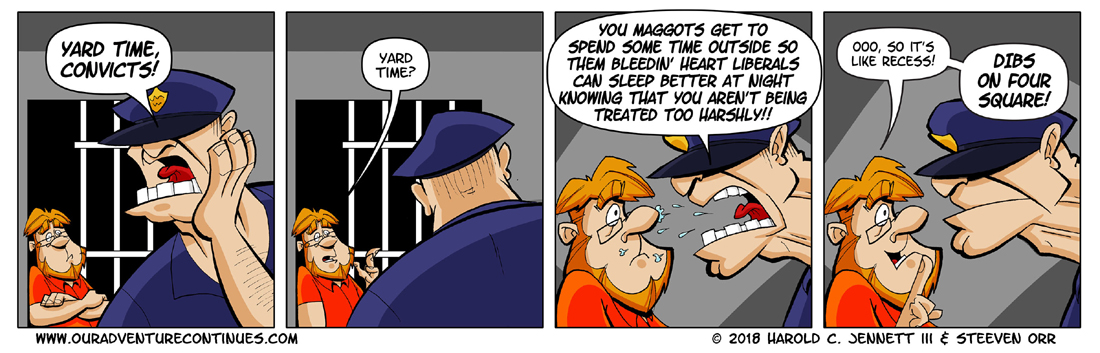 YARD TIME,
CONVICTS!
YARD
TIME?
YOU MAGGOTS GET TO
SPEND SOME TIME OUTSIDE SO
THEM BLEEDIN' HEART LIBERALS
CAN SLEEP BETTER AT NIGHT
KNOWING THAT YOU AREN'T BEING
TREATED TOO HARSHLY!!
OOO, SO IT'S
LIKE RECESS!
DIBS
ON FOUR
SQUARE!
WWW.OURADVENTURECONTINUES.COM
© 2018 HAROLD C. JENNETT III & STEEVEN ORR